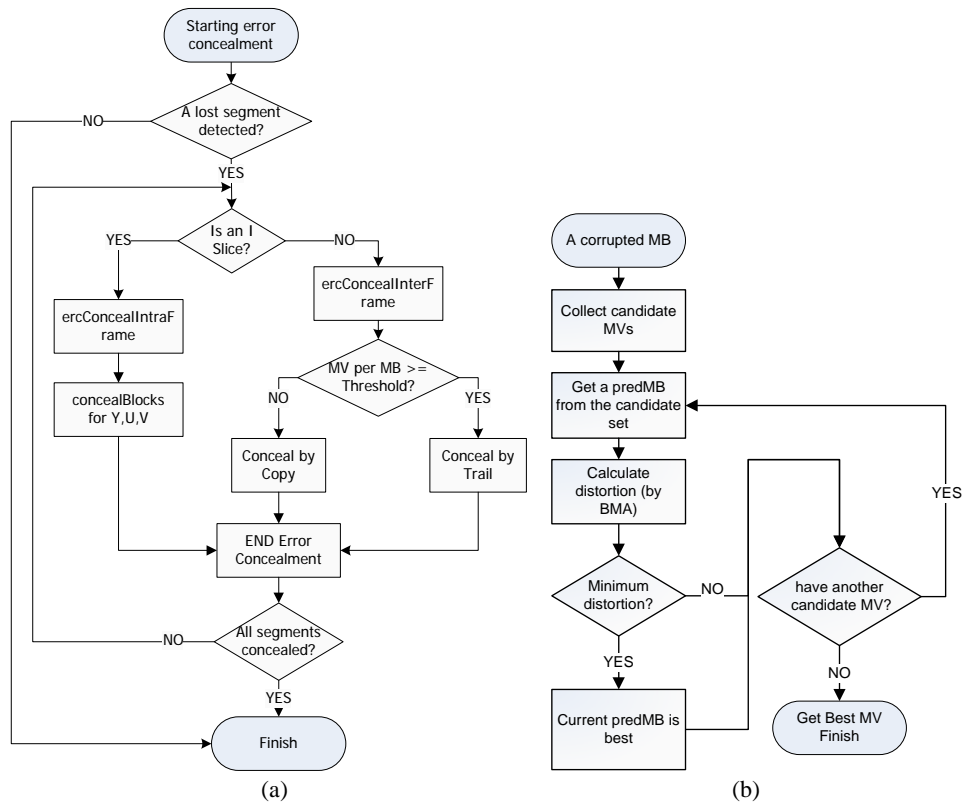 Starting error
concealment
A lost segment
detected?
NO
YES
Is an I
Slice?
YES
NO
ercConcealIntraF
rame
ercConcealInterF
rame
concealBlocks
for Y,U,V
MV per MB >=
Threshold?
NO
YES
Conceal by
Copy
Conceal by
Trail
END Error
Concealment
All segments
concealed?
NO
YES
Finish
(a)
A corrupted MB
Collect candidate
MVs
Get a predMB
from the candidate
set
Calculate
distortion (by
BMA)
Minimum
distortion?
NO
YES
Current predMB is
best
have another
candidate MV?
YES
NO
Get Best MV
Finish
(b)